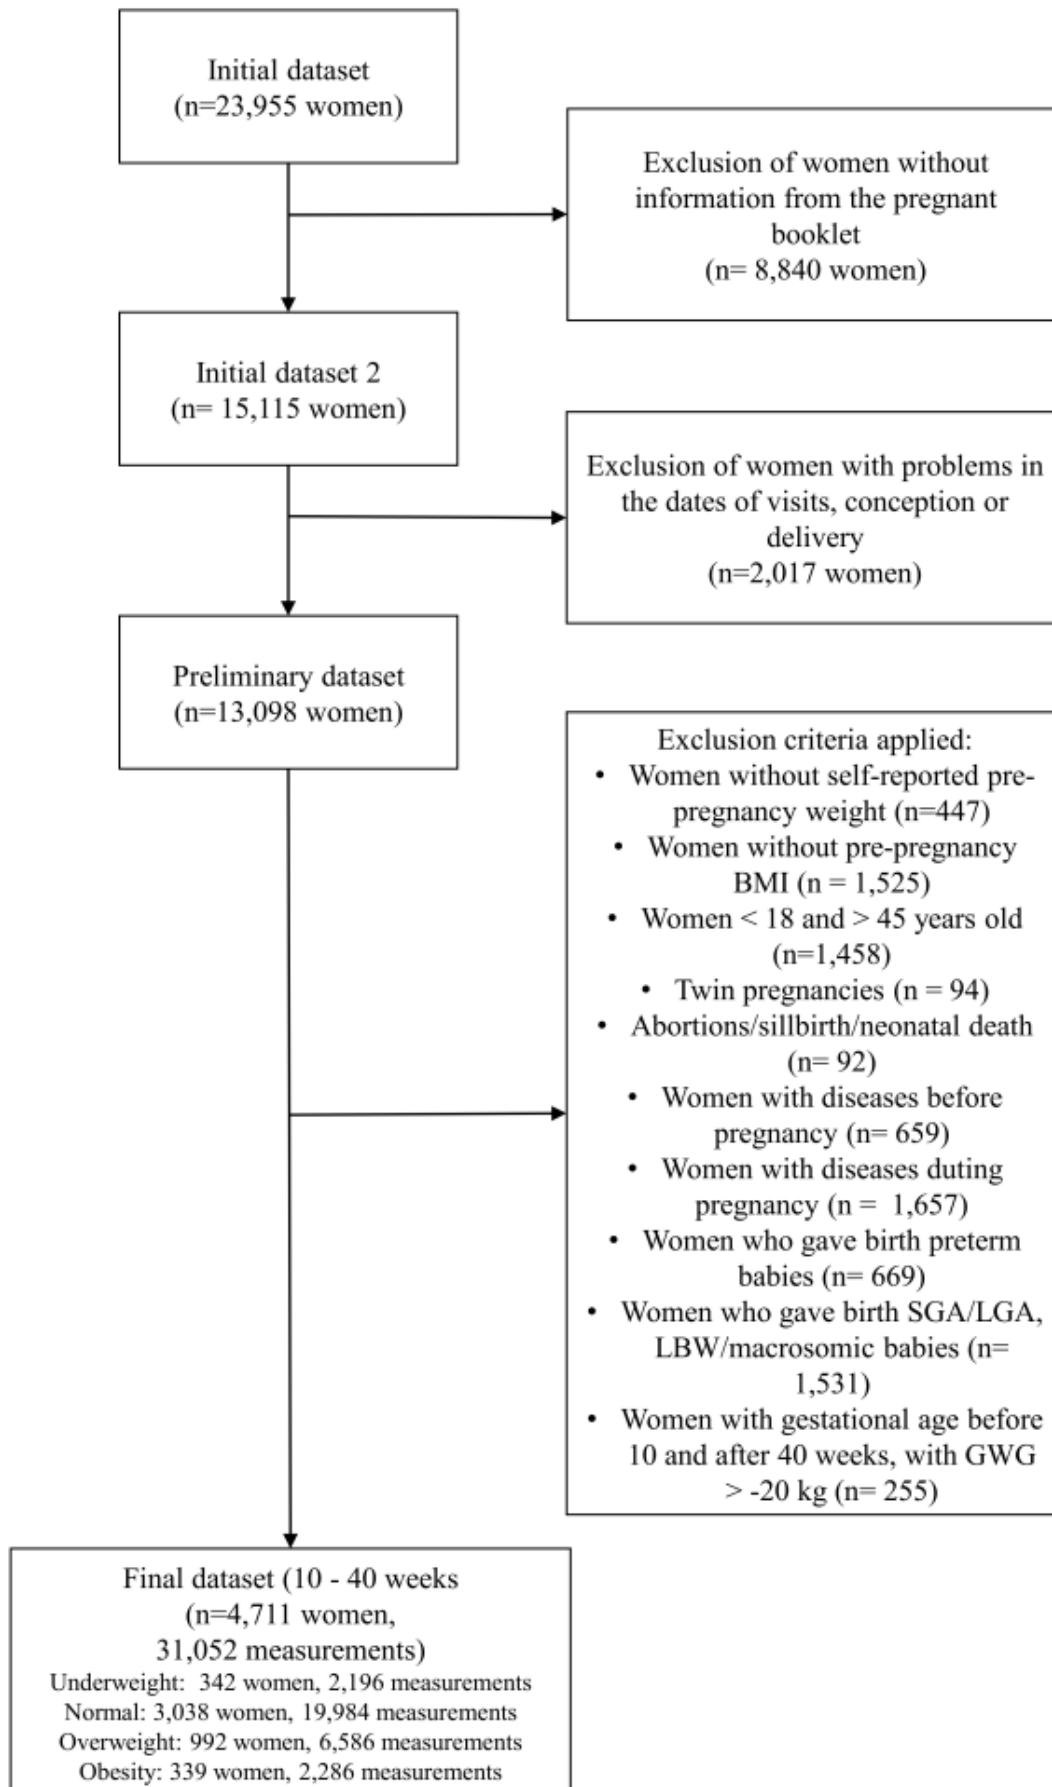 Initial dataset
(n=23,955 women)
Exclusion of women without
information from the pregnant
booklet
(n= 8,840 women)
Initial dataset 2
(n= 15,115 women)
Exclusion of women with problems in
the dates of visits, conception or
delivery
(n=2,017 women)
Preliminary dataset
(n=13,098 women)
Exclusion criteria applied:
• Women without self-reported pre-
pregnancy weight (n=447)
• Women without pre-pregnancy
BMI (n = 1,525)
• Women < 18 and > 45 years old
(n=1,458)
• Twin pregnancies (n = 94)
• Abortions/sillbirth/neonatal death
(n= 92)
• Women with diseases before
pregnancy (n= 659)
• Women with diseases duting
pregnancy (n =  1,657)
• Women who gave birth preterm
babies (n= 669)
• Women who gave birth SGA/LGA,
LBW/macrosomic babies (n=
1,531)
• Women with gestational age before
10 and after 40 weeks, with GWG
> -20 kg (n= 255)
Final dataset (10 - 40 weeks
(n=4,711 women,
31,052 measurements)
Underweight:  342 women, 2,196 measurements
Normal: 3,038 women, 19,984 measurements
Overweight: 992 women, 6,586 measurements
Obesity: 339 women, 2,286 measurements